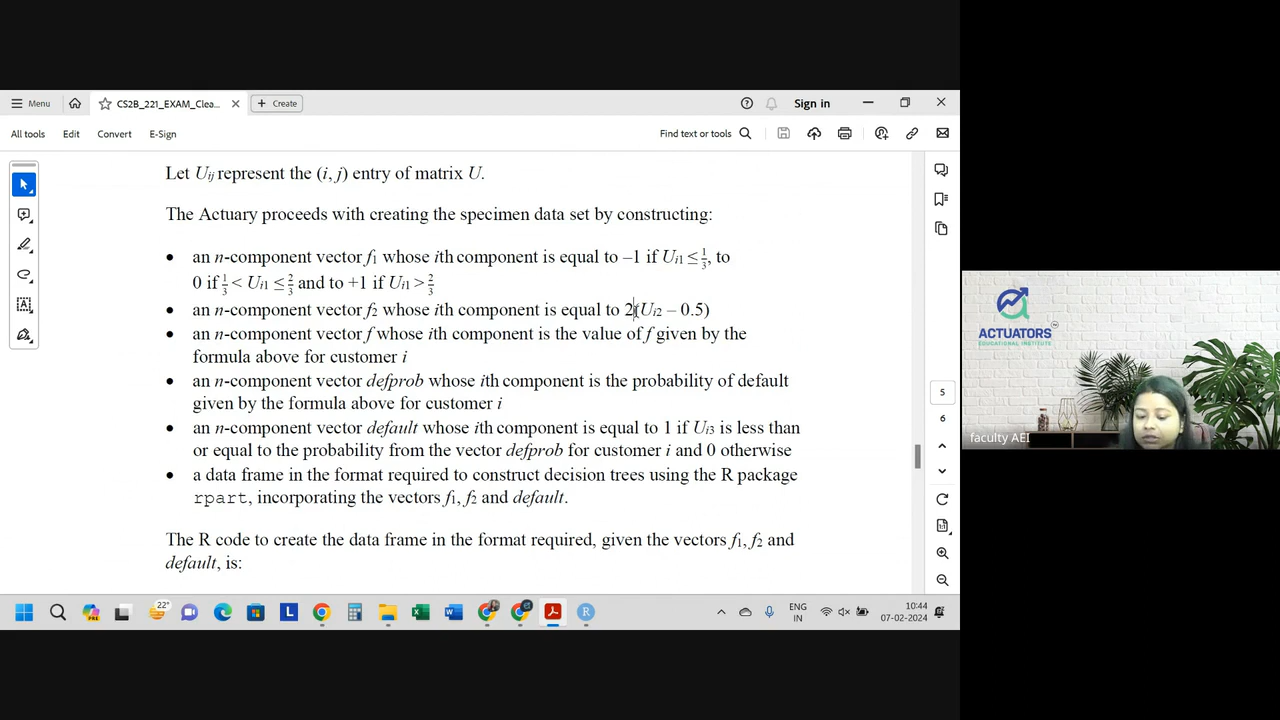 Menu
CS2B_221_EXAM_Clea...
Create
Sign in
All tools
Edit
Convert
E-Sign
Find text or tools
Let Uij represent the (i, j) entry of matrix U.
The Actuary proceeds with creating the specimen data set by constructing:
• an n-component vector f1 whose ith component is equal to –1 if Ui1 ≤ 1/3, to
0 if 1/3 < Ui1 ≤ 2/3 and to +1 if Ui1 > 2/3
• an n-component vector f2 whose ith component is equal to 2(Ui2 – 0.5)
• an n-component vector f whose ith component is the value of f given by the
formula above for customer i
• an n-component vector defprob whose ith component is the probability of default
given by the formula above for customer i
• an n-component vector default whose ith component is equal to 1 if Ui3 is less than
or equal to the probability from the vector defprob for customer i and 0 otherwise
• a data frame in the format required to construct decision trees using the R package
rpart, incorporating the vectors f1, f2 and default.
The R code to create the data frame in the format required, given the vectors f1, f2 and
default, is:
5
6
ACTUATORS
EDUCATIONAL INSTITUTE
faculty AEI
22°
PRE
L
R
ENG
IN
10:44
07-02-2024